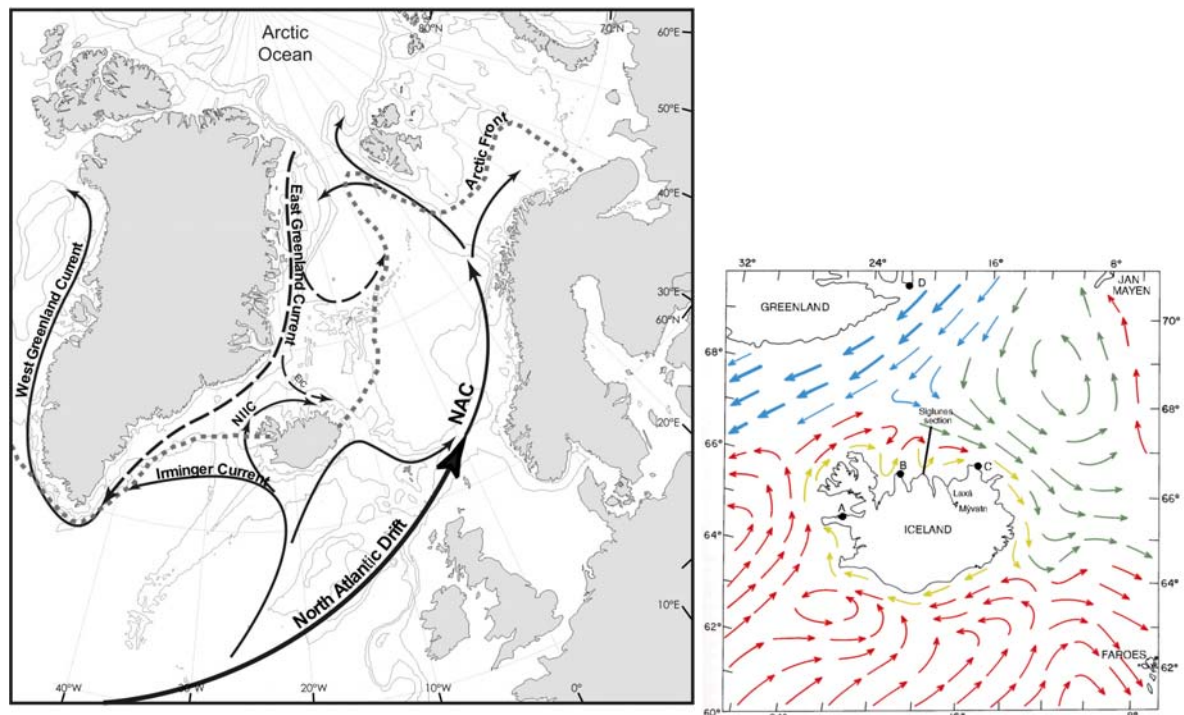 Arctic
Ocean
80°N
70°N
60°E
50°E
40°E
30°E
60°N
20°E
10°E
40°W
30°W
20°W
10°W
0°
Arctic Front
East Greenland Current
West Greenland Current
EIC
NIIC
NAC
Irminger Current
North Atlantic Drift
32°
24°
16°
8°
GREENLAND
D
JAN
MAYEN
70°
68°
68°
66°
66°
64°
64°
62°
62°
60°
Siglunes
section
A
B
C
Laxá
Mývatn
ICELAND
FAROES